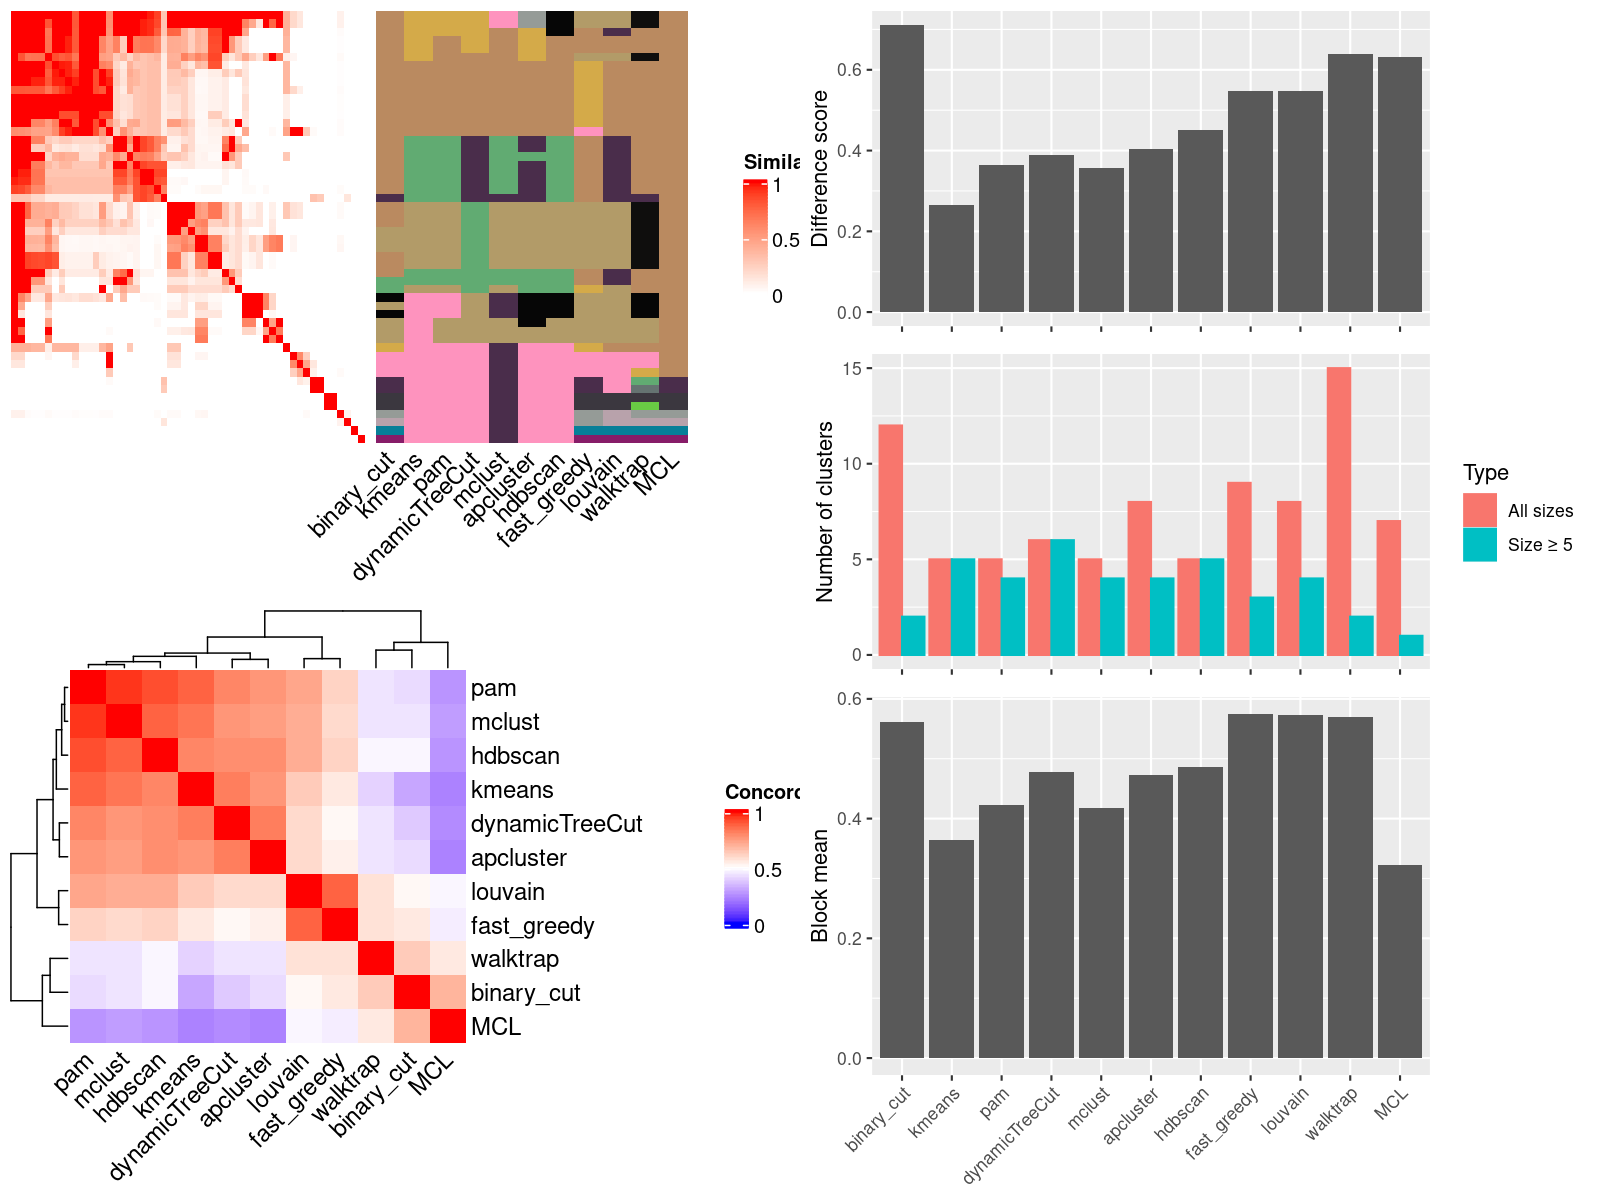 Simila
1
0.5
0
binary_cut
kmeans
pam
dynamicTreeCut
mclust
apcluster
hdbscan
fast_greedy
louvain
walktrap
MCL
Difference score
0.6
0.4
0.2
0.0
Number of clusters
15
10
5
0
Type
All sizes
Size ≥ 5
pam
mclust
hdbscan
kmeans
dynamicTreeCut
apcluster
louvain
fast_greedy
walktrap
binary_cut
MCL
pam
mclust
hdbscan
kmeans
dynamicTreeCut
apcluster
louvain
fast_greedy
walktrap
binary_cut
MCL
Concord
1
0.5
0
Block mean
0.6
0.4
0.2
0.0
binary_cut
kmeans
pam
dynamicTreeCut
mclust
apcluster
hdbscan
fast_greedy
louvain
walktrap
MCL